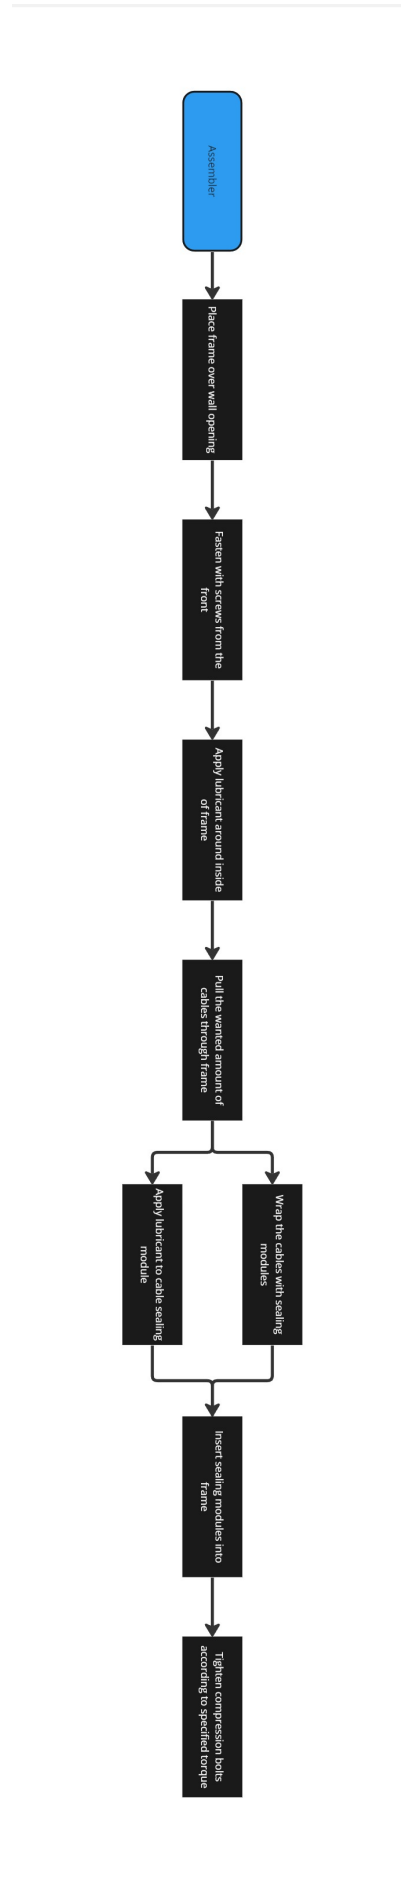 Assembler
Place frame over wall opening
Fasten with screws from the
front
Apply lubricant around inside
of frame
Pull the wanted amount of
cables through frame
Wrap the cables with sealing
modules
Apply lubricant to cable sealing
module
Insert sealing modules into
frame
Tighten compression bolts
according to specified torque